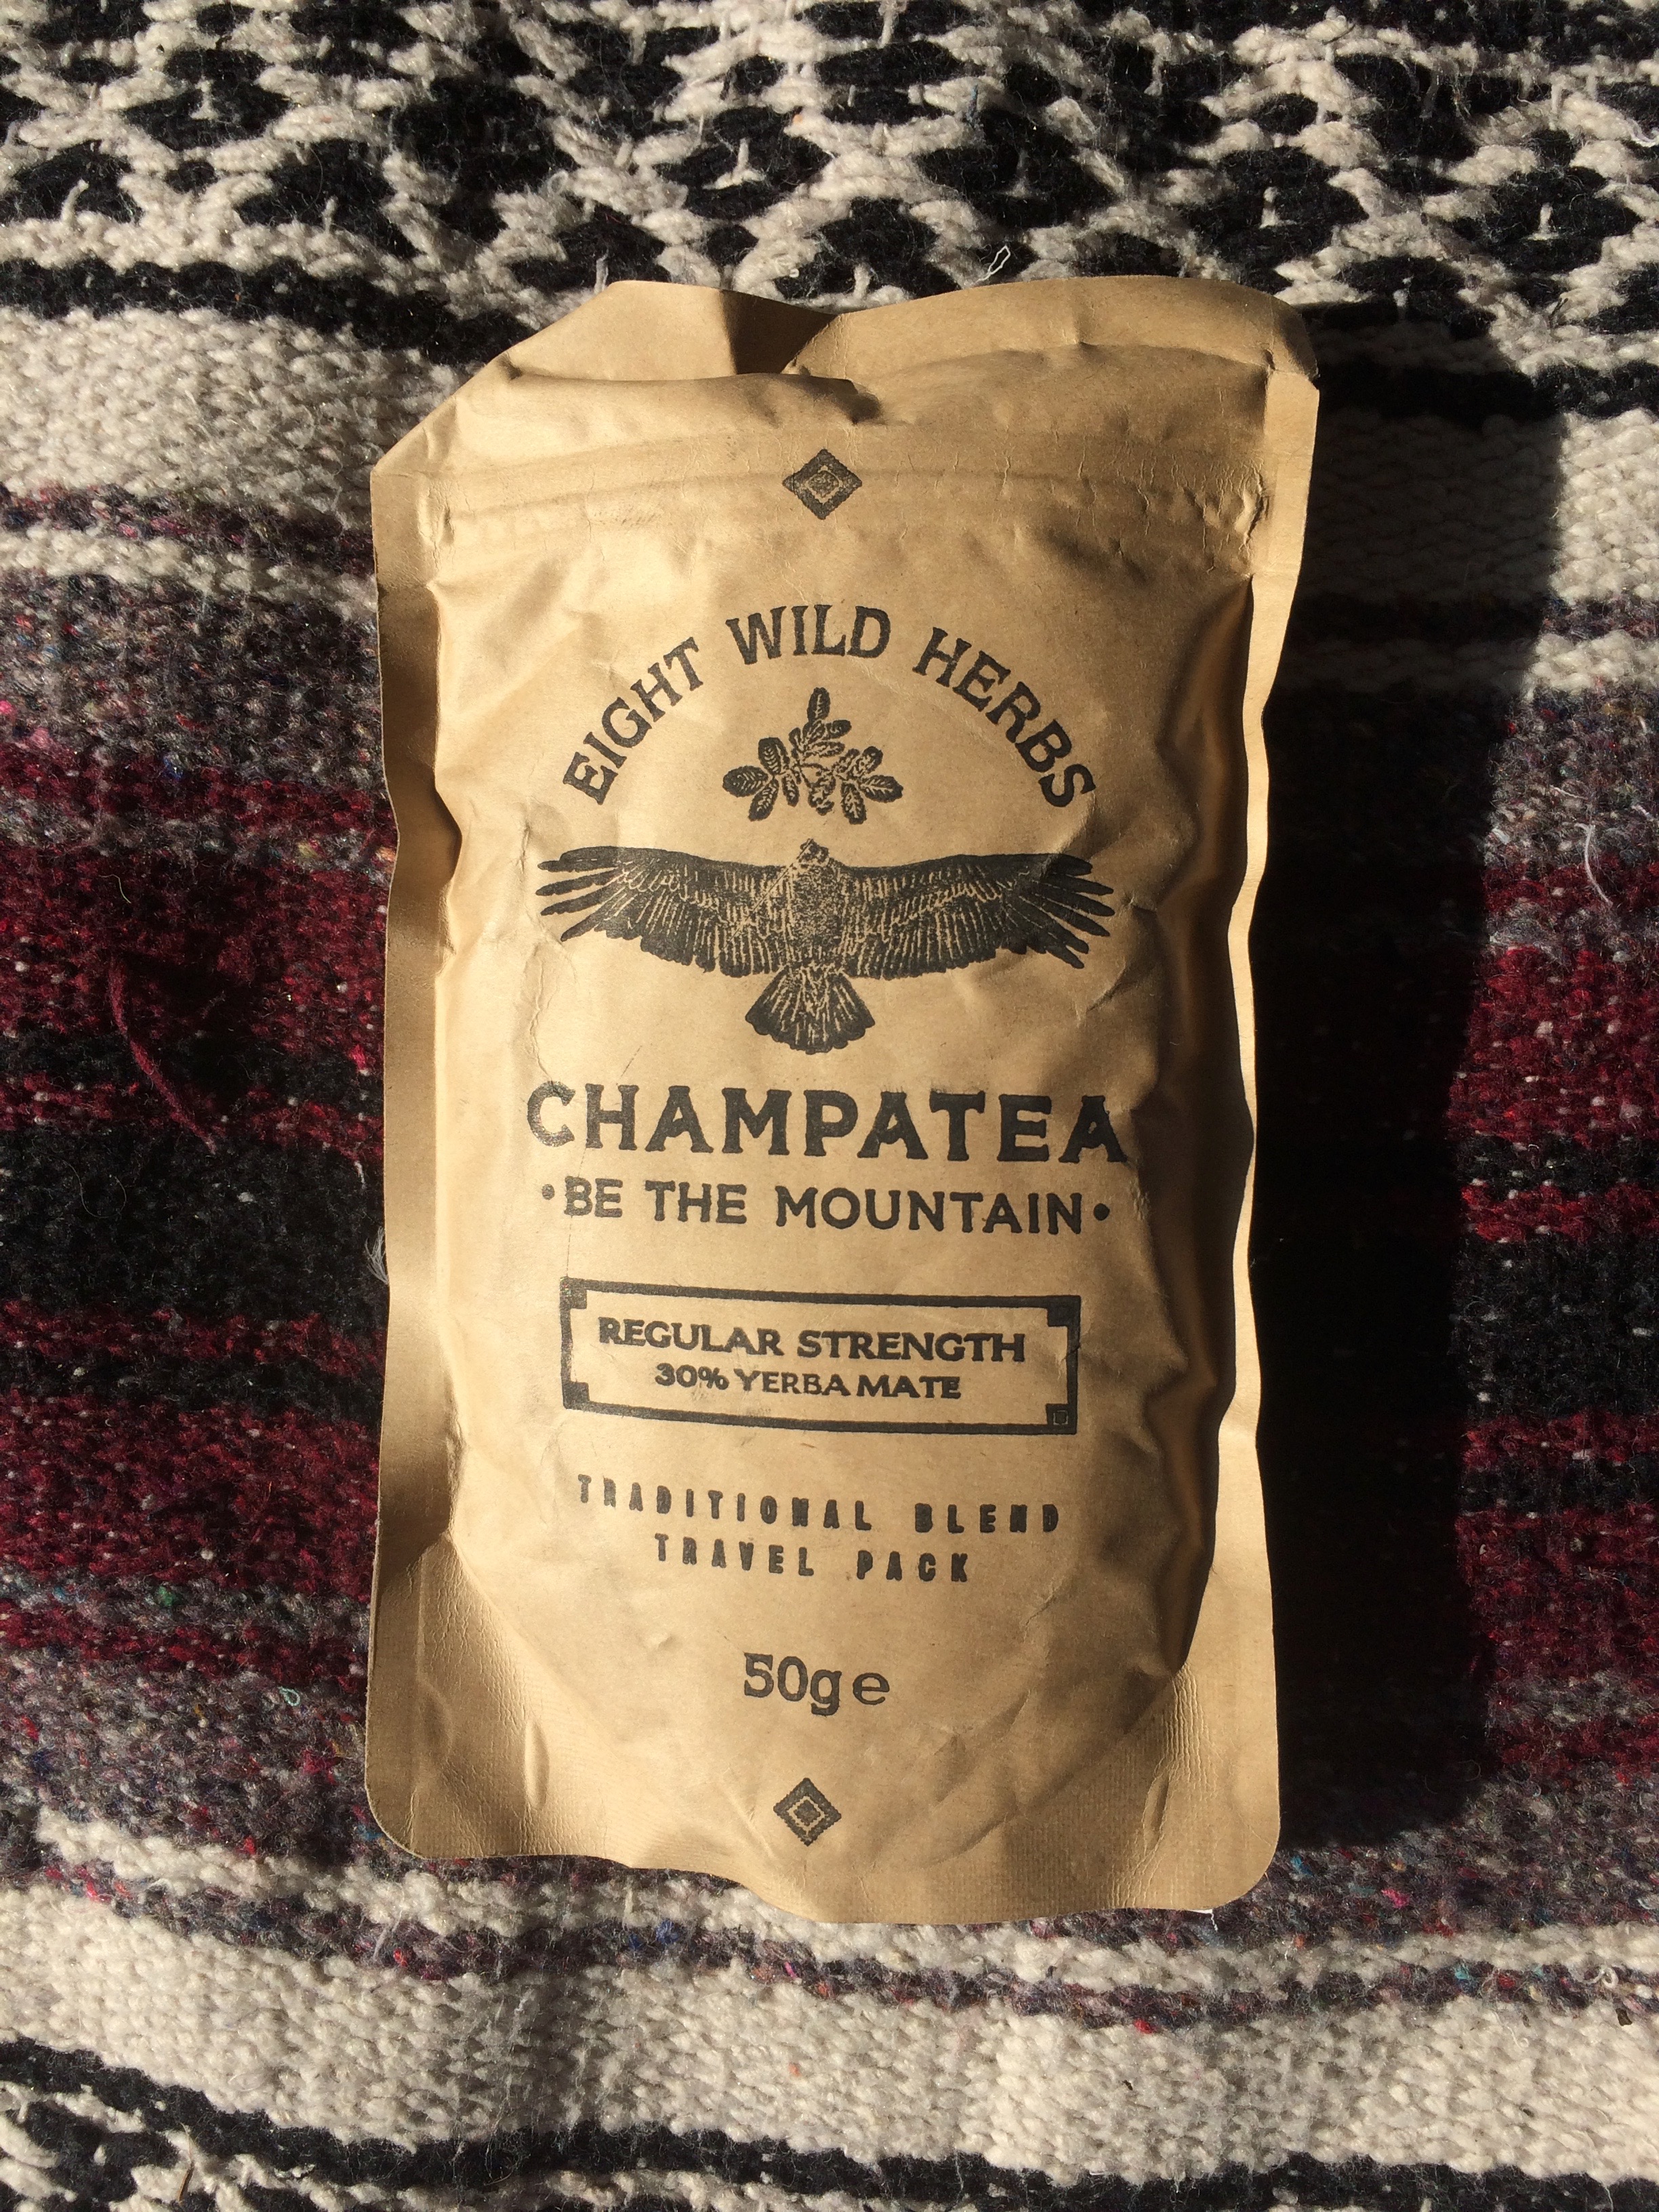 EIGHT WILD HERBS
CHAMPATEA
•BE THE MOUNTAIN•
REGULAR STRENGTH
30% YERBA MATE
TRADITIONAL BLEND
TRAVEL PACK
50g e